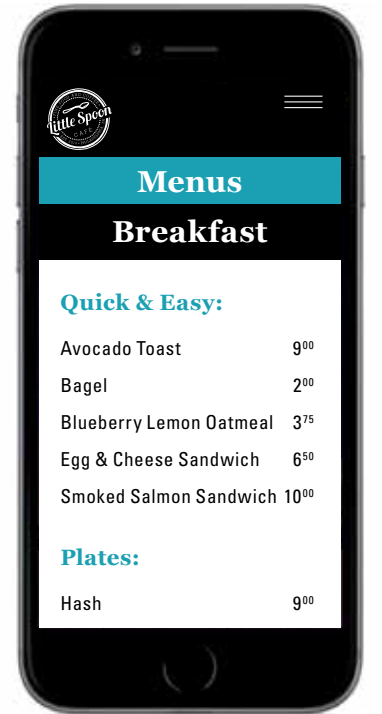 Little Spoon
CAFE
Menus
Breakfast
Quick & Easy:
Avocado Toast 9⁰⁰
Bagel 2⁰⁰
Blueberry Lemon Oatmeal 3⁷⁵
Egg & Cheese Sandwich 6⁵⁰
Smoked Salmon Sandwich 10⁰⁰
Plates:
Hash 9⁰⁰